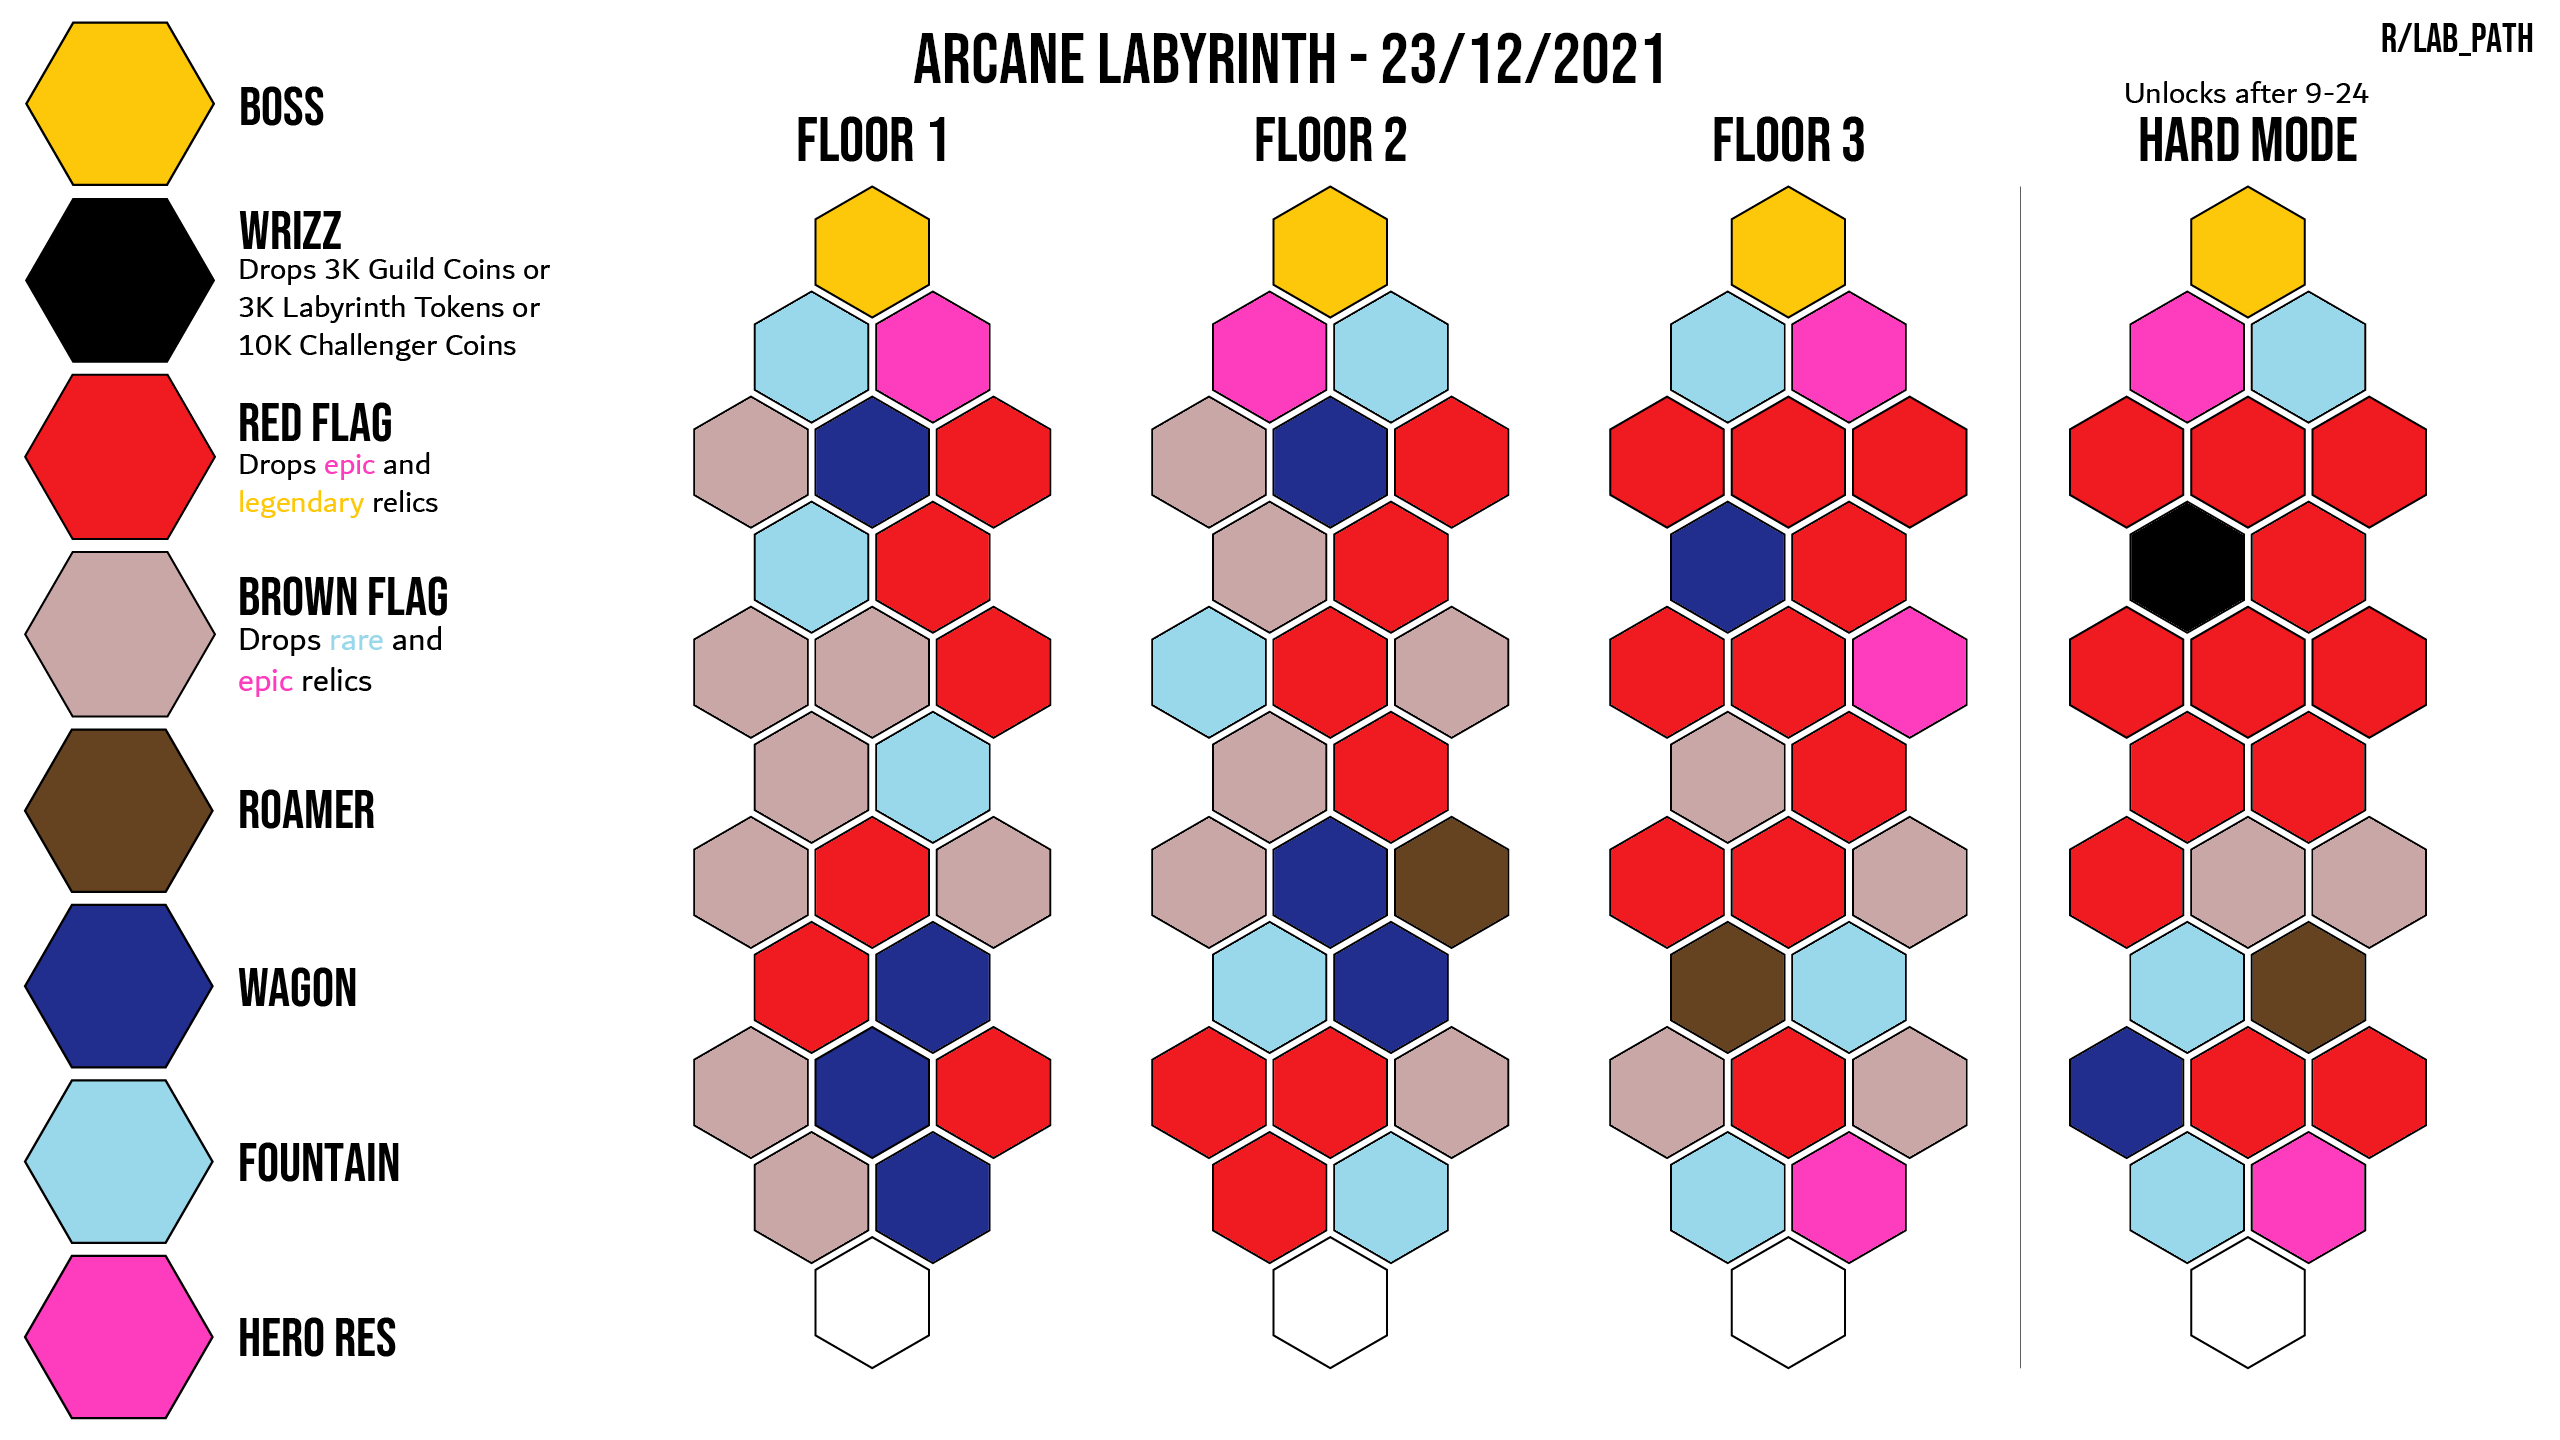 ARCANE LABYRINTH - 23/12/2021
R/LAB_PATH
BOSS
WRIZZ
Drops 3K Guild Coins or
3K Labyrinth Tokens or
10K Challenger Coins
RED FLAG
Drops epic and
legendary relics
BROWN FLAG
Drops rare and
epic relics
ROAMER
WAGON
FOUNTAIN
HERO RES
FLOOR 1
FLOOR 2
FLOOR 3
Unlocks after 9-24
HARD MODE